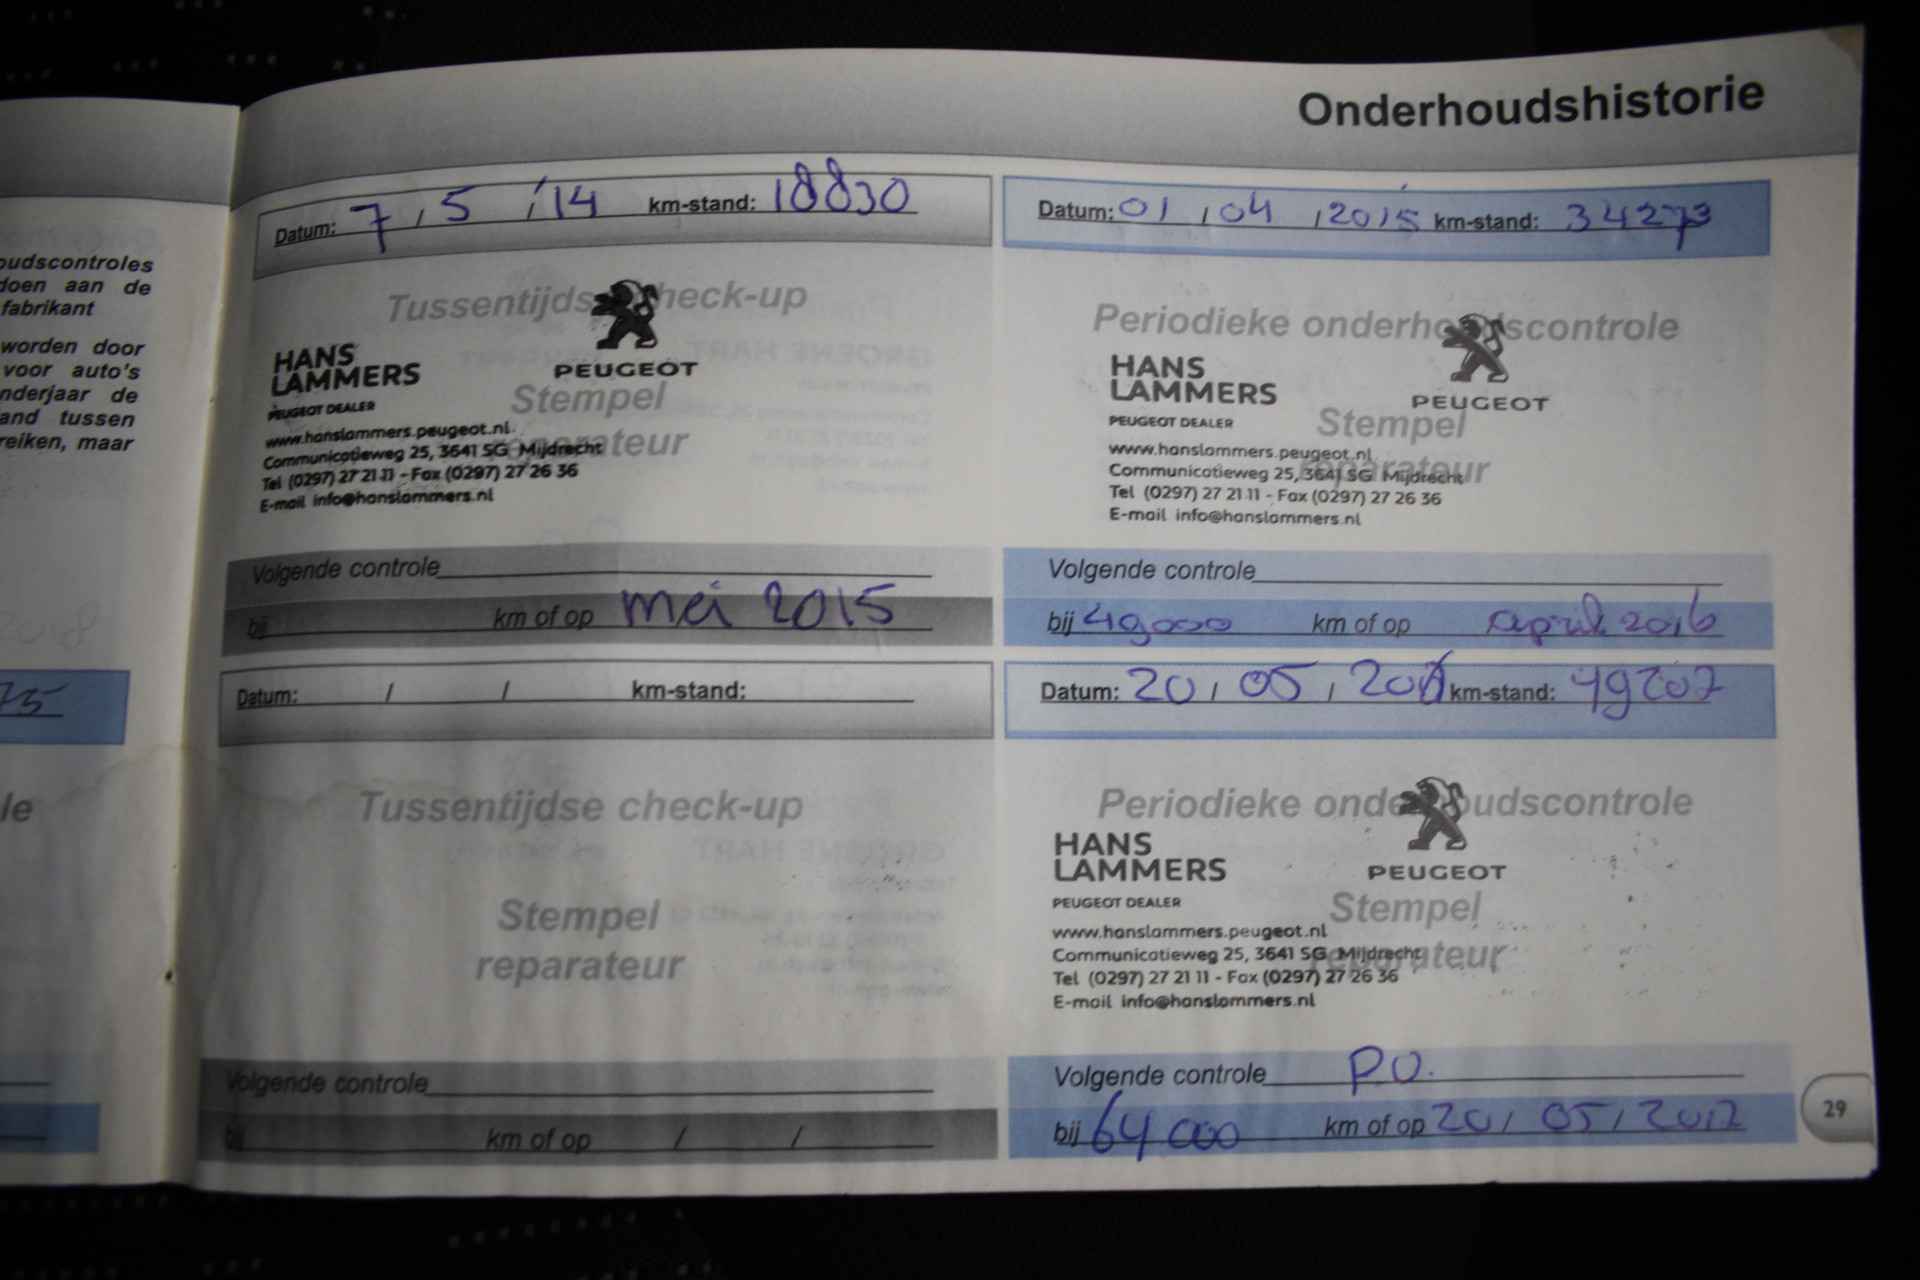 Onderhoudshistorie
oudscontroles
doen aan de
fabrikant
worden door
voor auto's
nderjaar de
and tussen
reiken, maar
75
le
Datum: 7 / 5 / '14 km-stand: 18830
Tussentijdse check-up
PEUGEOT
HANS
LAMMERS
PEUGEOT DEALER
Stempel
reparateur
www.hanslammers.peugeot.nl
Communicatieweg 25, 3641 SG Mijdrecht
Tel (0297) 27 21 11 - Fax (0297) 27 26 36
E-mail info@hanslammers.nl
Volgende controle
bij km of op mei 2015
Datum: 01 / 04 / 2015 km-stand: 34273
Periodieke onderhoudscontrole
PEUGEOT
HANS
LAMMERS
PEUGEOT DEALER
Stempel
reparateur
www.hanslammers.peugeot.nl
Communicatieweg 25, 3641 SG Mijdrecht
Tel (0297) 27 21 11 - Fax (0297) 27 26 36
E-mail info@hanslammers.nl
Volgende controle
bij 49000 km of op april 2016
Datum: / / km-stand:
Tussentijdse check-up
Stempel
reparateur
Volgende controle
bij km of op / /
Datum: 20 / 05 / km-stand: 49207
Periodieke onderhoudscontrole
PEUGEOT
HANS
LAMMERS
PEUGEOT DEALER
Stempel
reparateur
www.hanslammers.peugeot.nl
Communicatieweg 25, 3641 SG Mijdrecht
Tel (0297) 27 21 11 - Fax (0297) 27 26 36
E-mail info@hanslammers.nl
Volgende controle P.O.
bij 64000 km of op 20 / 05 / 2017
29